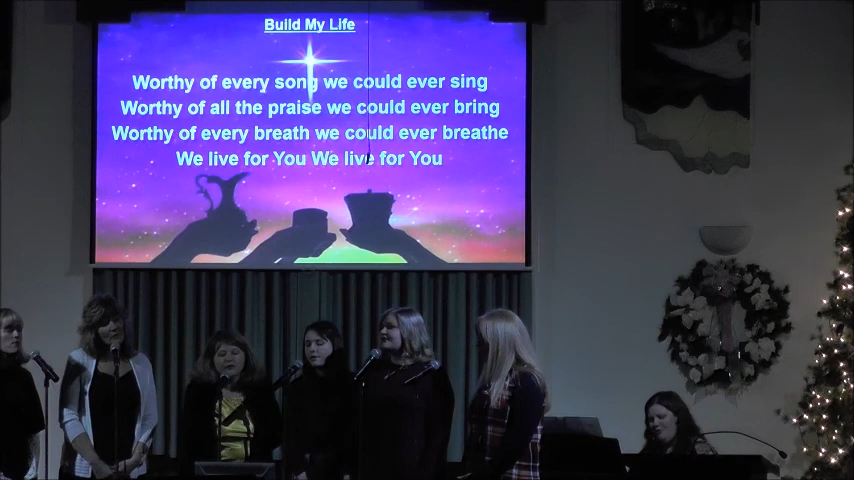 Build My Life
Worthy of every song we could ever sing
Worthy of all the praise we could ever bring
Worthy of every breath we could ever breathe
We live for You We live for You